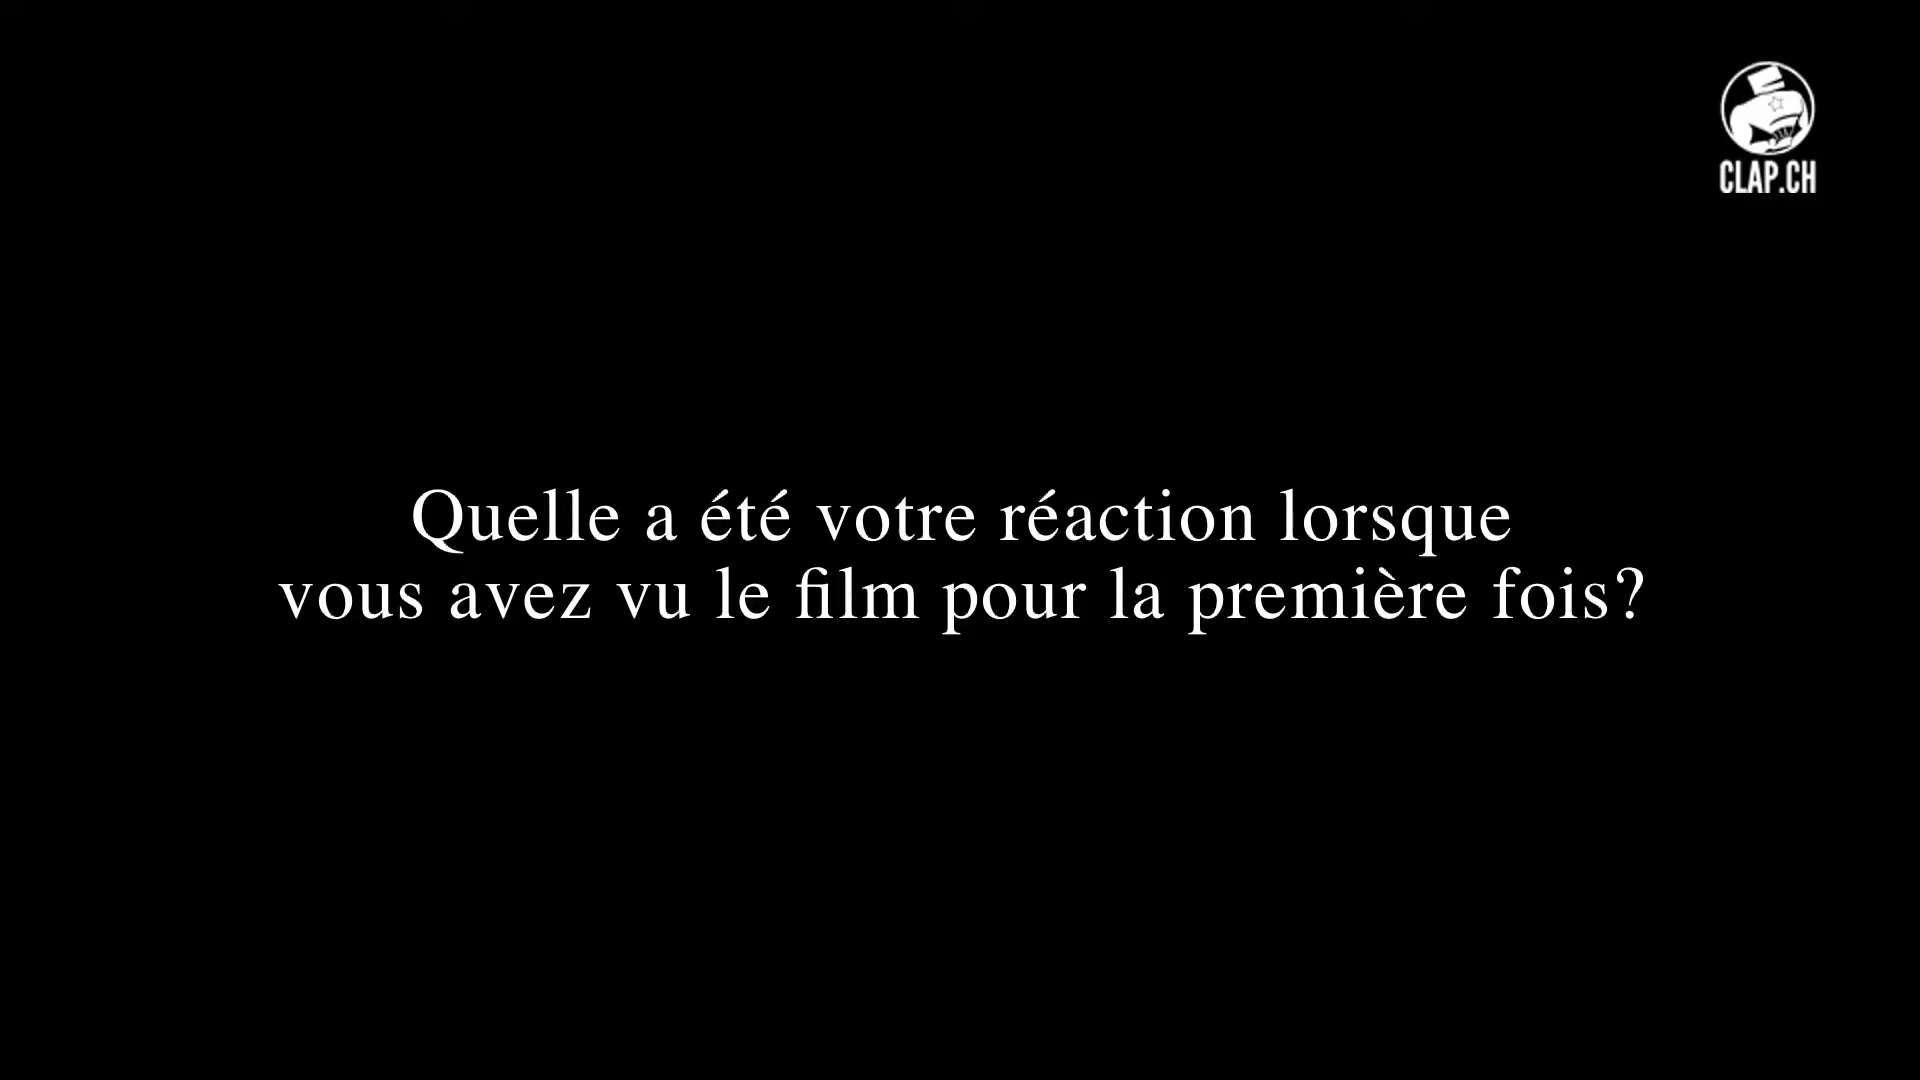 CLAP.CH
Quelle a été votre réaction lorsque
vous avez vu le film pour la première fois?